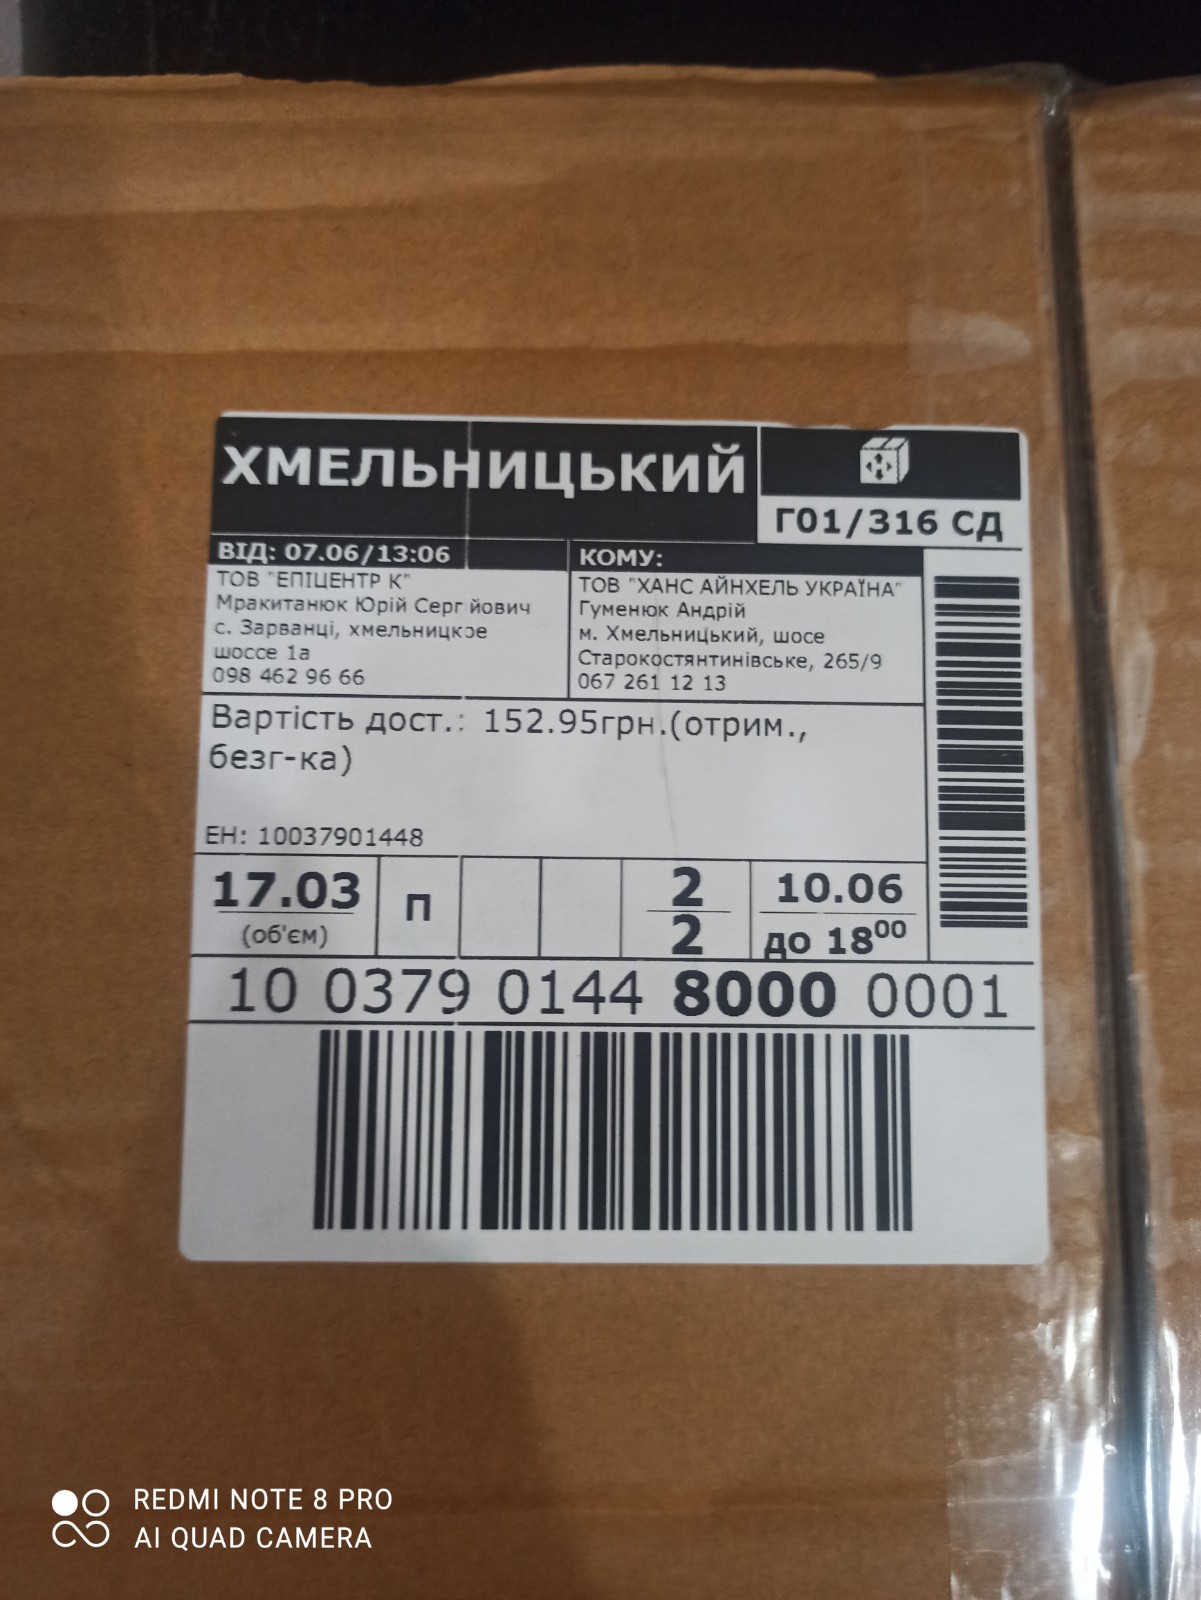 ХМЕЛЬНИЦЬКИЙ
Г01/316 СД
ВІД: 07.06/13:06
ТОВ "ЕПІЦЕНТР К"
Мракитанюк Юрій Серг йович
с. Зарванці, хмельницкое
шоссе 1а
098 462 96 66
КОМУ:
ТОВ "ХАНС АЙНХЕЛЬ УКРАЇНА"
Гуменюк Андрій
м. Хмельницький, шосе
Старокостянтинівське, 265/9
067 261 12 13
Вартість дост.: 152.95грн.(отрим.,
безг-ка)
ЕН: 10037901448
17.03
(об'єм)
П
2
2
10.06
до 18⁰⁰
10 0379 0144 8000 0001
REDMI NOTE 8 PRO
AI QUAD CAMERA